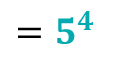 = 5⁴